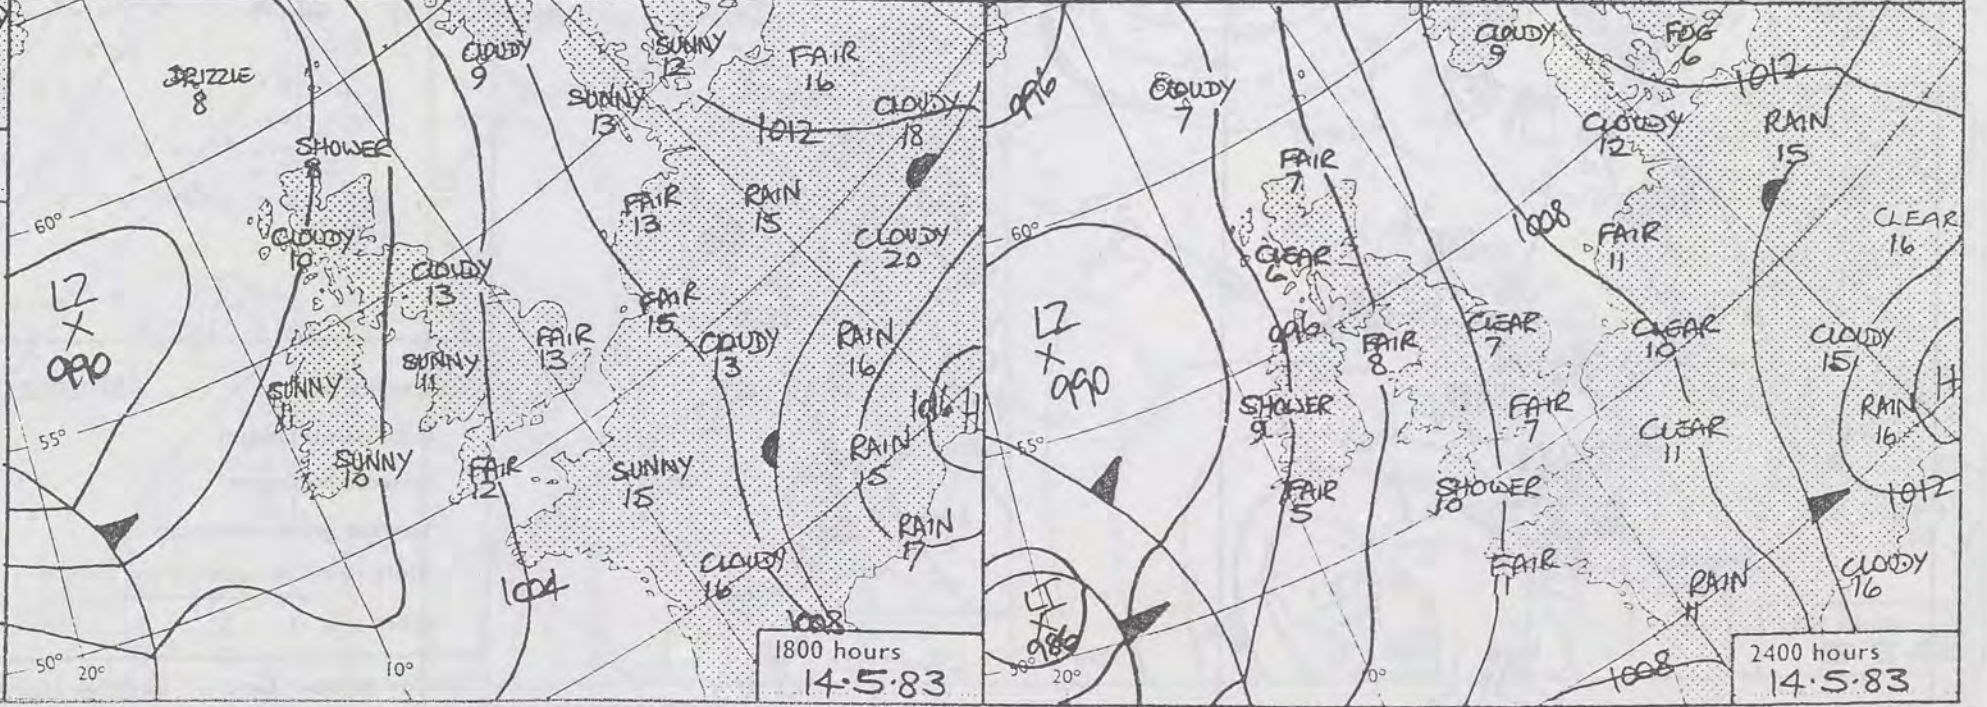 CLOUDY
9
SUNNY
12
FAIR
16
DRIZZLE
8
SUNNY
13
CLOUDY
18
1012
SHOWER
8
FAIR
13
RAIN
15
60°
CLOUDY
10
CLOUDY
20
CLOUDY
13
LZ
X
990
FAIR
15
FAIR
13
CLOUDY
13
RAIN
16
SUNNY
11
SUNNY
11
1016
H
55°
SUNNY
10
FAIR
12
SUNNY
15
RAIN
15
RAIN
17
CLOUDY
16
1004
1008
50°
20°
10°
1800 hours
14·5·83
CLOUDY
9
FOG
6
1012
996
CLOUDY
7
CLOUDY
12
RAIN
15
FAIR
7
1008
CLEAR
16
60°
FAIR
11
CLEAR
6
LZ
X
990
996
FAIR
8
CLEAR
7
CLEAR
10
CLOUDY
15
H
SHOWER
9
FAIR
7
CLEAR
11
RAIN
16
55°
FAIR
5
SHOWER
10
1012
FAIR
11
RAIN
11
CLOUDY
16
X
986
50°
20°
10°
1008
2400 hours
14·5·83